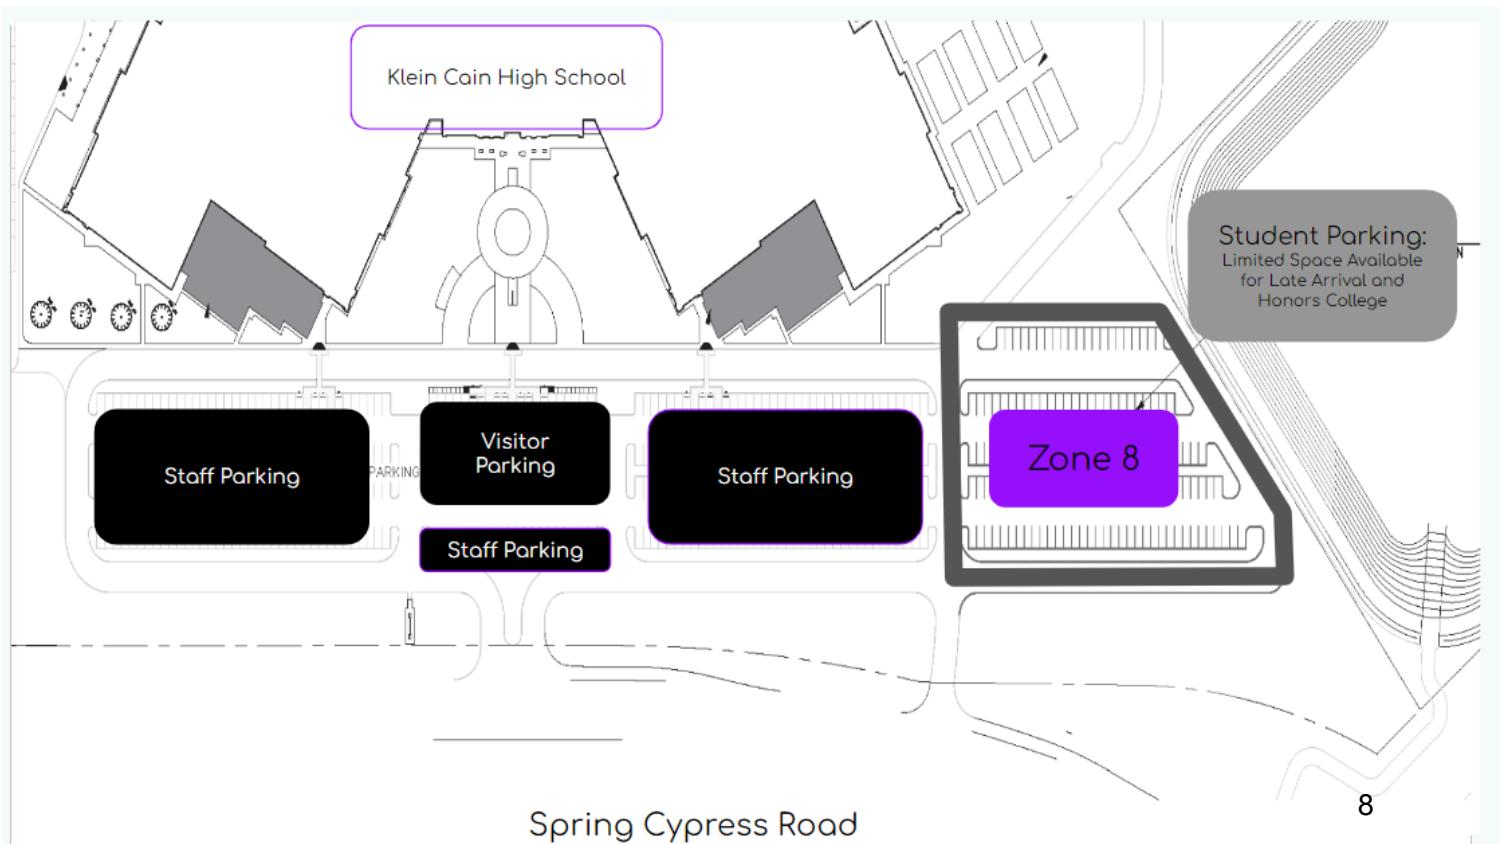 Klein Cain High School
Student Parking:
Limited Space Available
for Late Arrival and
Honors College
N
Visitor
Parking
Staff Parking
PARKING
Staff Parking
Zone 8
Staff Parking
8
Spring Cypress Road